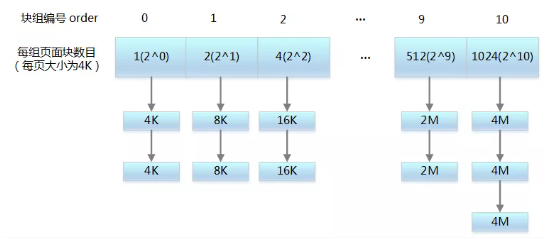 块组编号 order 0 1 2 ... 9 10
每组页面块数目
(每页大小为4K)
1(2^0) 2(2^1) 4(2^2) ... 512(2^9) 1024(2^10)
4K 8K 16K 2M 4M
4K 8K 16K 2M 4M
4M